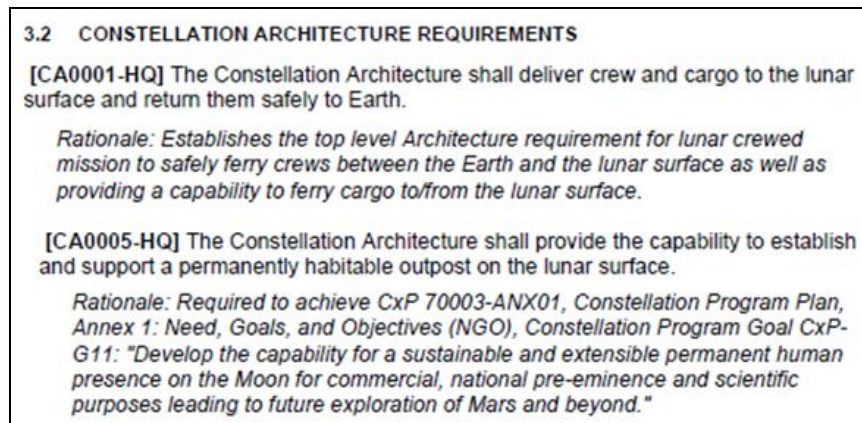 3.2 CONSTELLATION ARCHITECTURE REQUIREMENTS
[CA0001-HQ] The Constellation Architecture shall deliver crew and cargo to the lunar
surface and return them safely to Earth.
Rationale: Establishes the top level Architecture requirement for lunar crewed
mission to safely ferry crews between the Earth and the lunar surface as well as
providing a capability to ferry cargo to/from the lunar surface.
[CA0005-HQ] The Constellation Architecture shall provide the capability to establish
and support a permanently habitable outpost on the lunar surface.
Rationale: Required to achieve CxP 70003-ANX01, Constellation Program Plan,
Annex 1: Need, Goals, and Objectives (NGO), Constellation Program Goal CxP-
G11: "Develop the capability for a sustainable and extensible permanent human
presence on the Moon for commercial, national pre-eminence and scientific
purposes leading to future exploration of Mars and beyond."